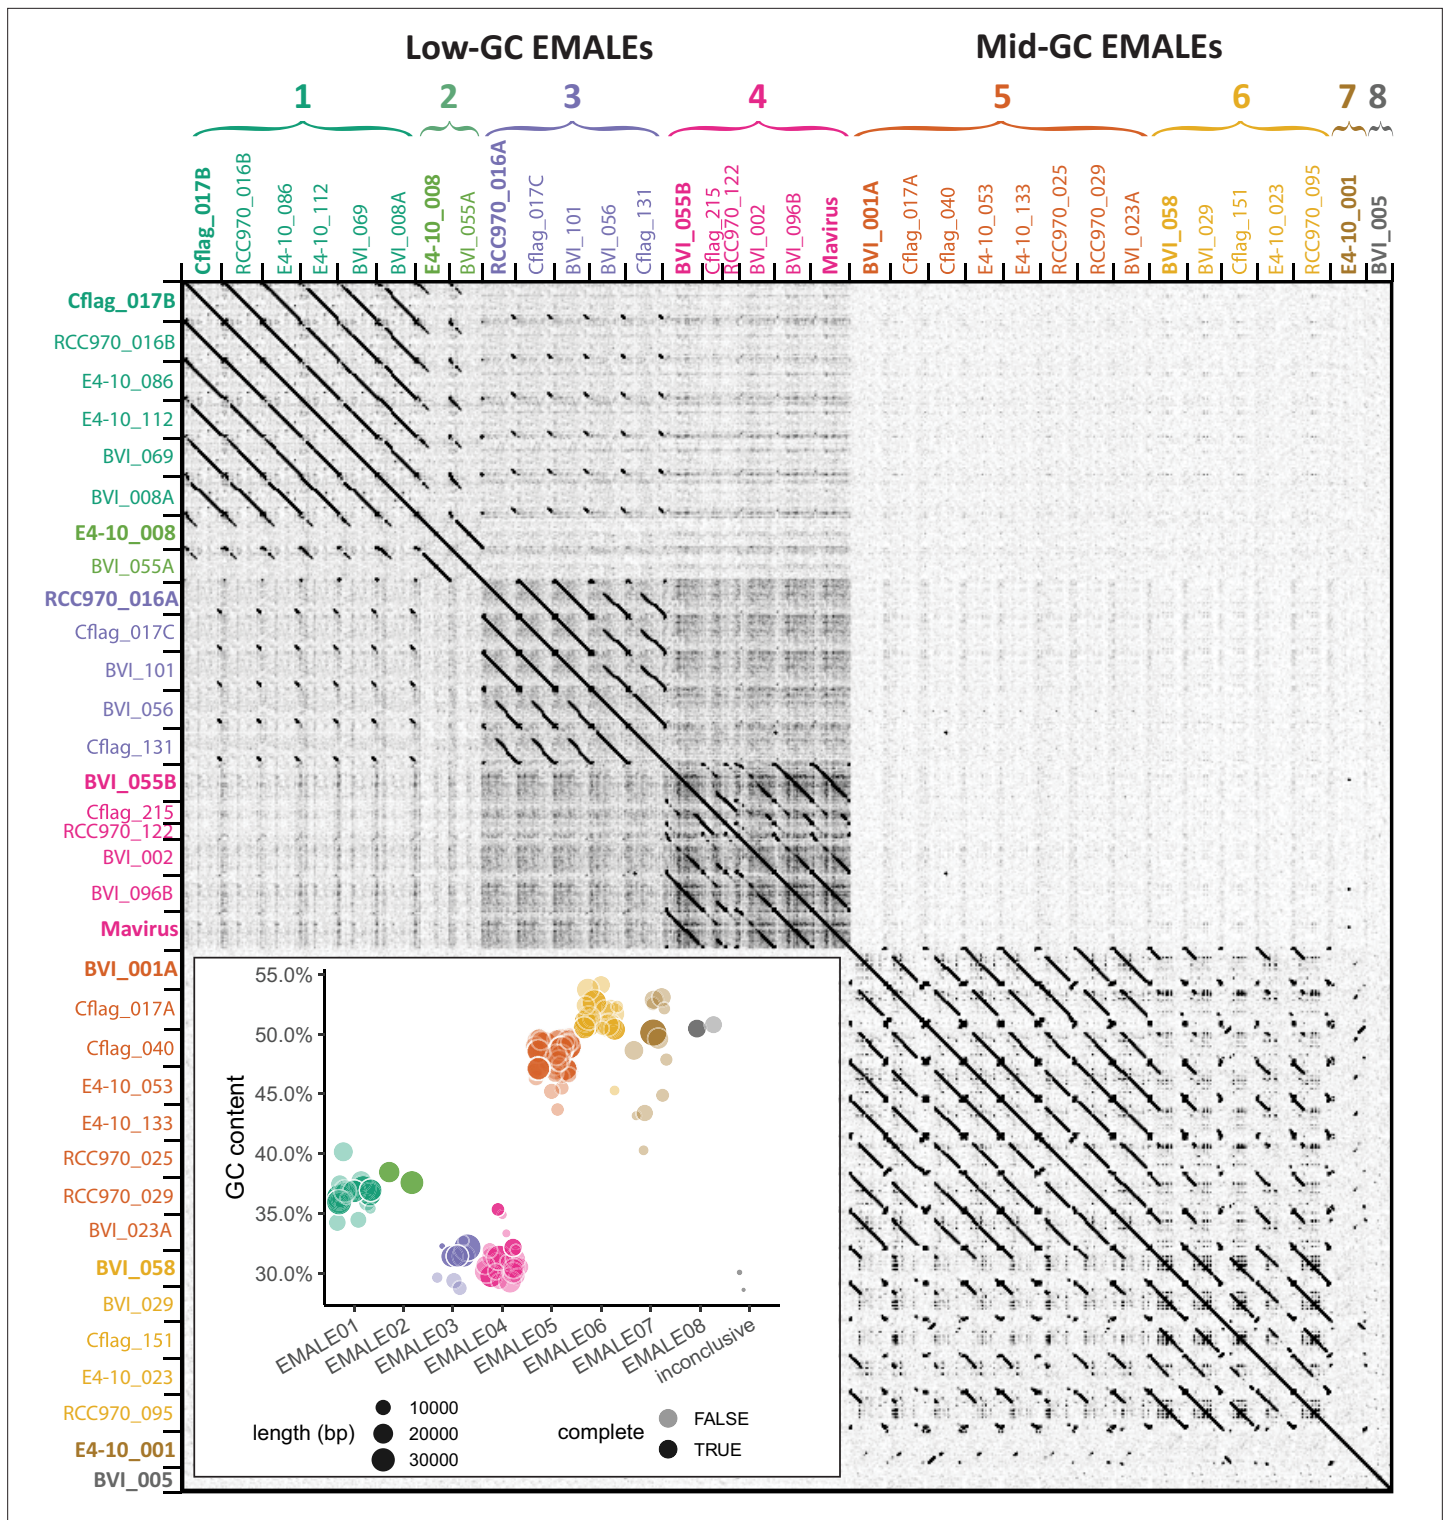 Low-GC EMALEs Mid-GC EMALEs
1 2 3 4 5 6 7 8
Cflag_017B RCC970_016B E4-10_086 E4-10_112 BVI_069 BVI_008A E4-10_008 BVI_055A RCC970_016A Cflag_017C BVI_101 BVI_056 Cflag_131 BVI_055B Cflag_215 RCC970_122 BVI_002 BVI_096B Mavirus BVI_001A Cflag_017A Cflag_040 E4-10_053 E4-10_133 RCC970_025 RCC970_029 BVI_023A BVI_058 BVI_029 Cflag_151 E4-10_023 RCC970_095 E4-10_001 BVI_005
Cflag_017B
RCC970_016B
E4-10_086
E4-10_112
BVI_069
BVI_008A
E4-10_008
BVI_055A
RCC970_016A
Cflag_017C
BVI_101
BVI_056
Cflag_131
BVI_055B
Cflag_215
RCC970_122
BVI_002
BVI_096B
Mavirus
BVI_001A
Cflag_017A
Cflag_040
E4-10_053
E4-10_133
RCC970_025
RCC970_029
BVI_023A
BVI_058
BVI_029
Cflag_151
E4-10_023
RCC970_095
E4-10_001
BVI_005
GC content
55.0%
50.0%
45.0%
40.0%
35.0%
30.0%
EMALE01 EMALE02 EMALE03 EMALE04 EMALE05 EMALE06 EMALE07 EMALE08 inconclusive
length (bp)
10000
20000
30000
complete
FALSE
TRUE